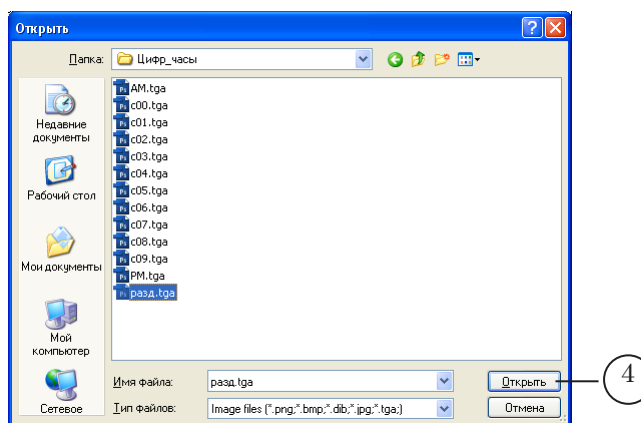 Открыть
Папка: Цифр_часы
AM.tga
c00.tga
c01.tga
c02.tga
c03.tga
c04.tga
c05.tga
c06.tga
c07.tga
c08.tga
c09.tga
PM.tga
разд.tga
Недавние
документы
Рабочий стол
Мои документы
Мой
компьютер
Сетевое
Имя файла: разд.tga Открыть
4
Тип файлов: Image files (*.png;*.bmp;*.dib;*.jpg;*.tga;) Отмена